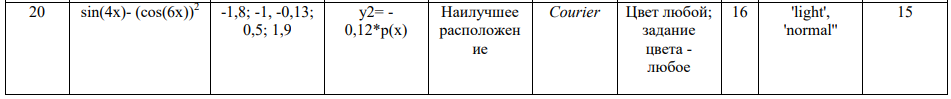 20
sin(4x)- (cos(6x))²
-1,8; -1, -0,13;
0,5; 1,9
y2= -
0,12*p(x)
Наилучшее
расположен
ие
Courier
Цвет любой;
задание
цвета -
любое
16
'light',
'normal"
15